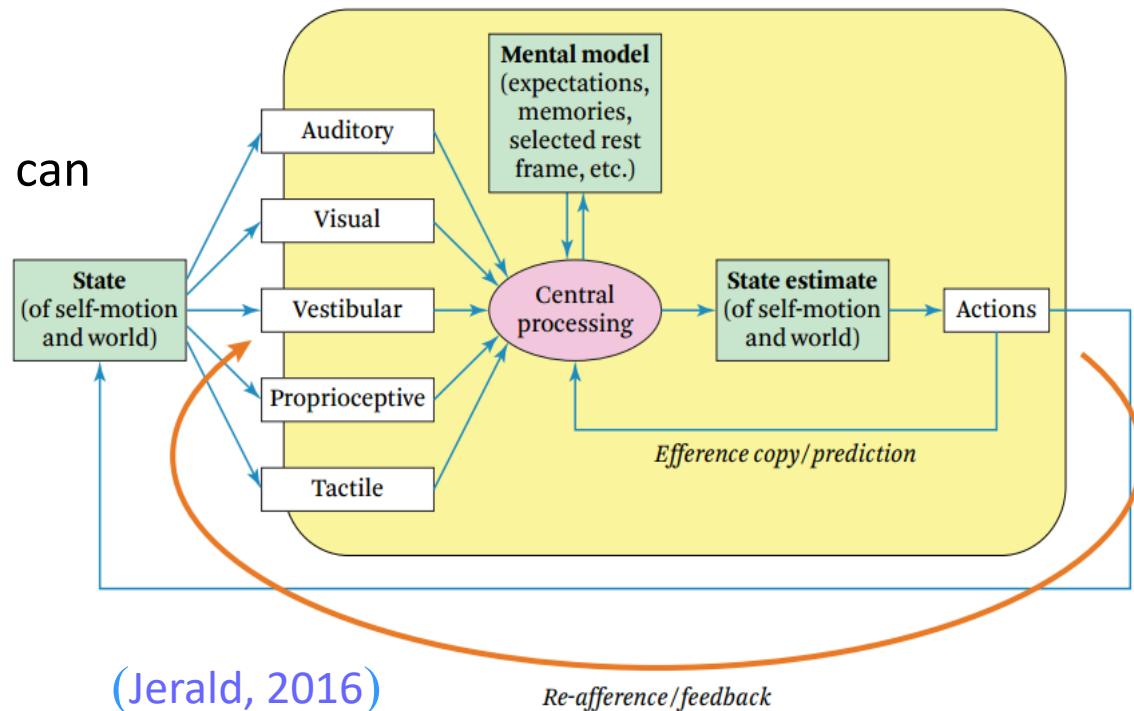 can
State
(of self-motion
and world)
Auditory
Visual
Vestibular
Proprioceptive
Tactile
Mental model
(expectations,
memories,
selected rest
frame, etc.)
Central
processing
State estimate
(of self-motion
and world)
Actions
Efference copy/prediction
(Jerald, 2016)
Re-afference/feedback